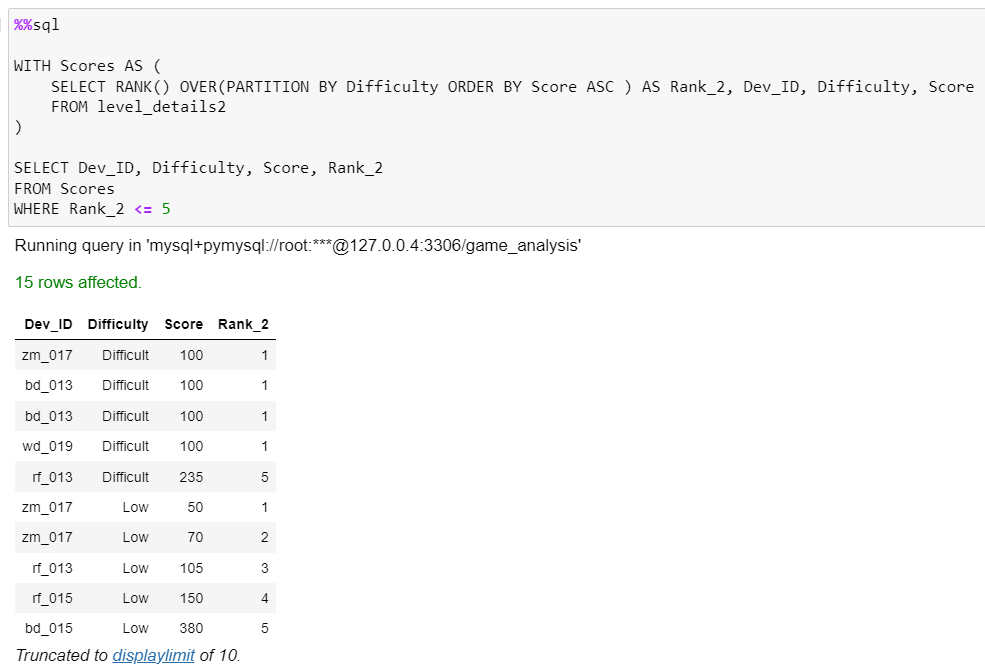 %%sql
WITH Scores AS (
SELECT RANK() OVER(PARTITION BY Difficulty ORDER BY Score ASC ) AS Rank_2, Dev_ID, Difficulty, Score
FROM level_details2
)
SELECT Dev_ID, Difficulty, Score, Rank_2
FROM Scores
WHERE Rank_2 <= 5
Running query in 'mysql+pymysql://root:***@127.0.0.4:3306/game_analysis'
15 rows affected.
Dev_ID Difficulty Score Rank_2
zm_017 Difficult 100 1
bd_013 Difficult 100 1
bd_013 Difficult 100 1
wd_019 Difficult 100 1
rf_013 Difficult 235 5
zm_017 Low 50 1
zm_017 Low 70 2
rf_013 Low 105 3
rf_015 Low 150 4
bd_015 Low 380 5
Truncated to displaylimit of 10.